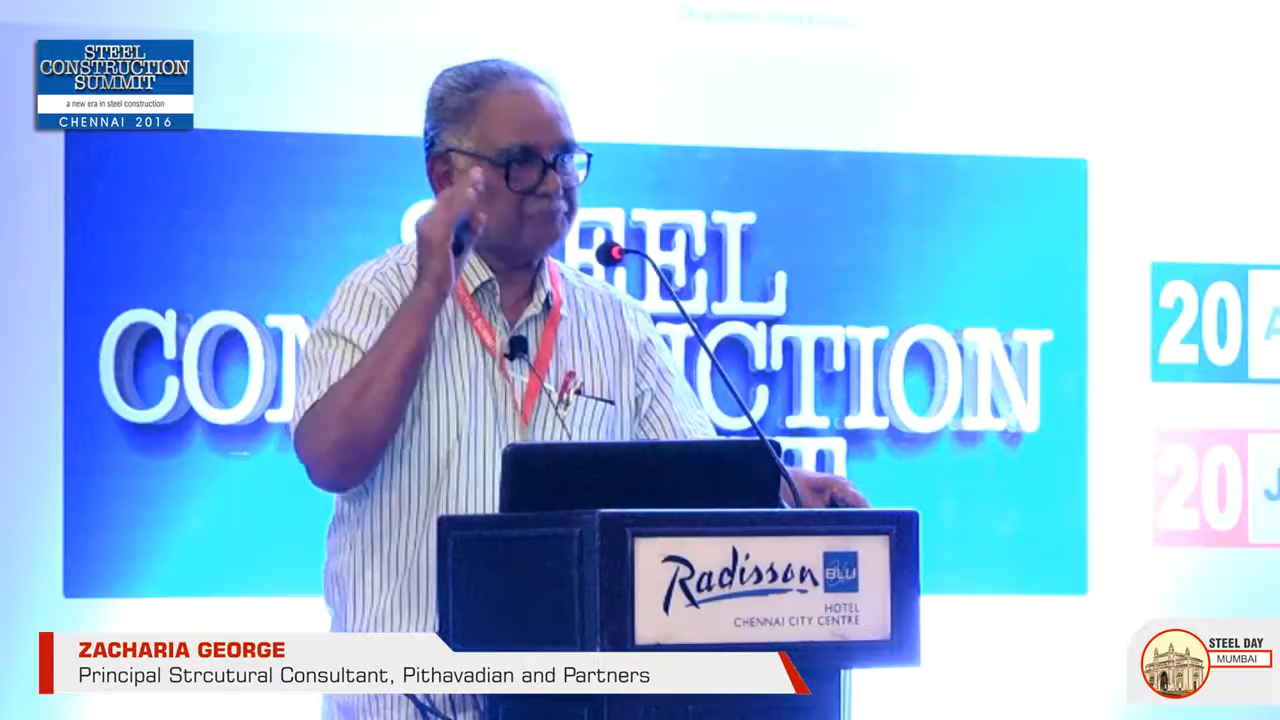 STEEL
CONSTRUCTION
SUMMIT
a new era in steel construction
CHENNAI 2016
20
20
Radisson
BLU
HOTEL
CHENNAI CITY CENTRE
ZACHARIA GEORGE
Principal Strcutural Consultant, Pithavadian and Partners
STEEL DAY
MUMBAI